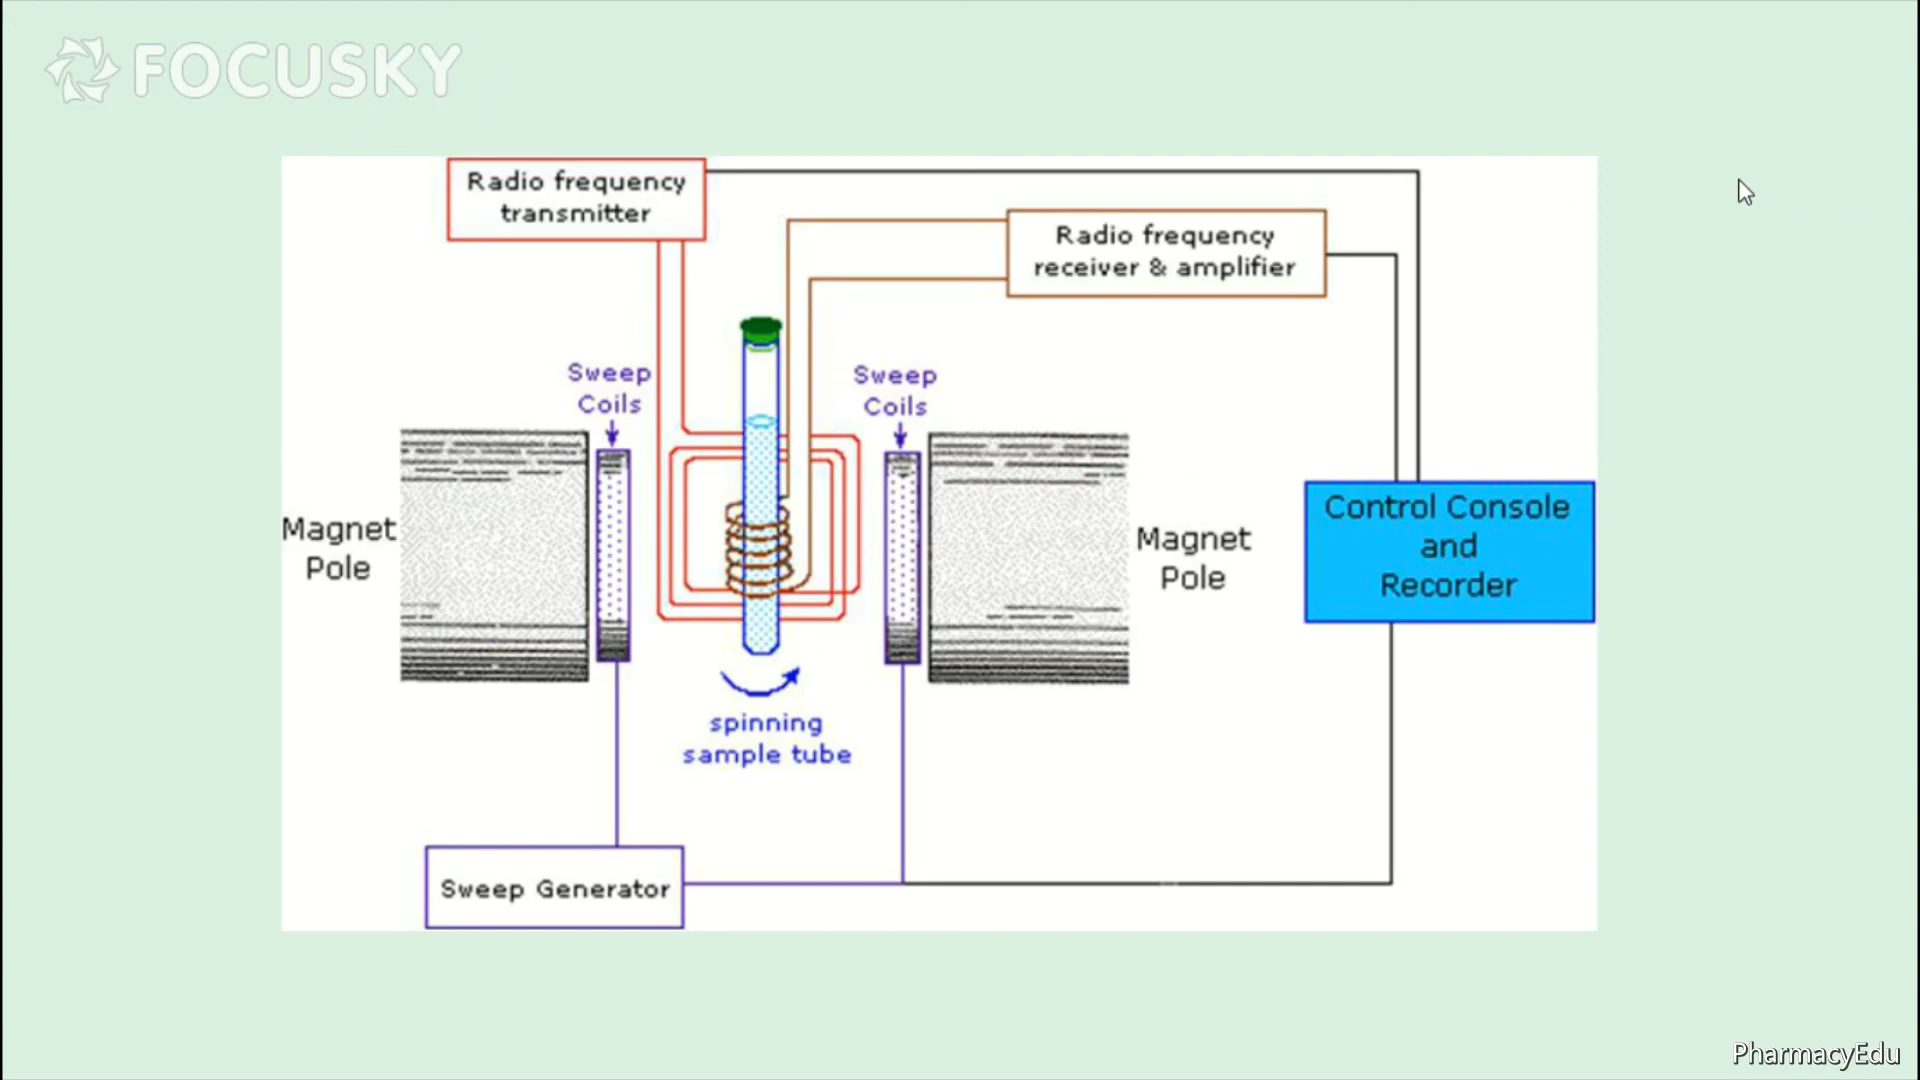 FOCUSKY
Radio frequency
transmitter
Radio frequency
receiver & amplifier
Sweep
Coils
Sweep
Coils
Magnet
Pole
Magnet
Pole
Control Console
and
Recorder
spinning
sample tube
Sweep Generator
PharmacyEdu